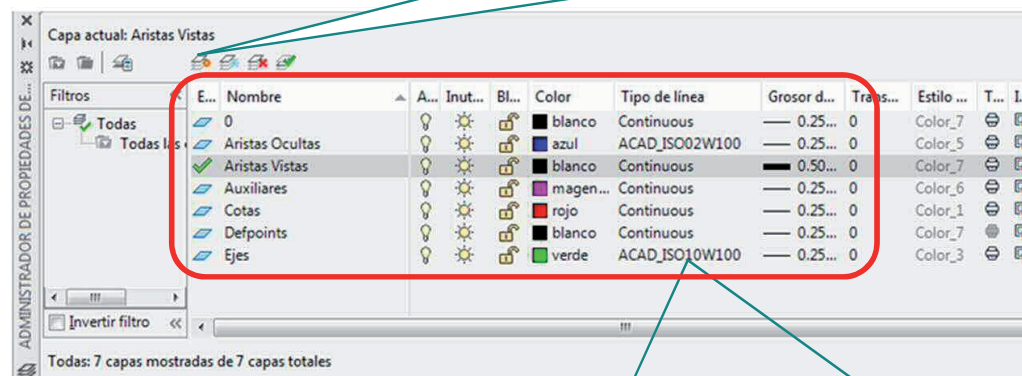 Capa actual: Aristas Vistas
Filtros
Todas
Todas las
E... Nombre A... Inut... Bl... Color Tipo de línea Grosor d... Trans... Estilo ... T... I.
0 blanco Continuous 0.25... 0 Color_7
Aristas Ocultas azul ACAD_ISO02W100 0.25... 0 Color_5
Aristas Vistas blanco Continuous 0.50... 0 Color_7
Auxiliares magen... Continuous 0.25... 0 Color_6
Cotas rojo Continuous 0.25... 0 Color_1
Defpoints blanco Continuous 0.25... 0 Color_7
Ejes verde ACAD_ISO10W100 0.25... 0 Color_3
Invertir filtro
Todas: 7 capas mostradas de 7 capas totales
ADMINISTRADOR DE PROPIEDADES DE...